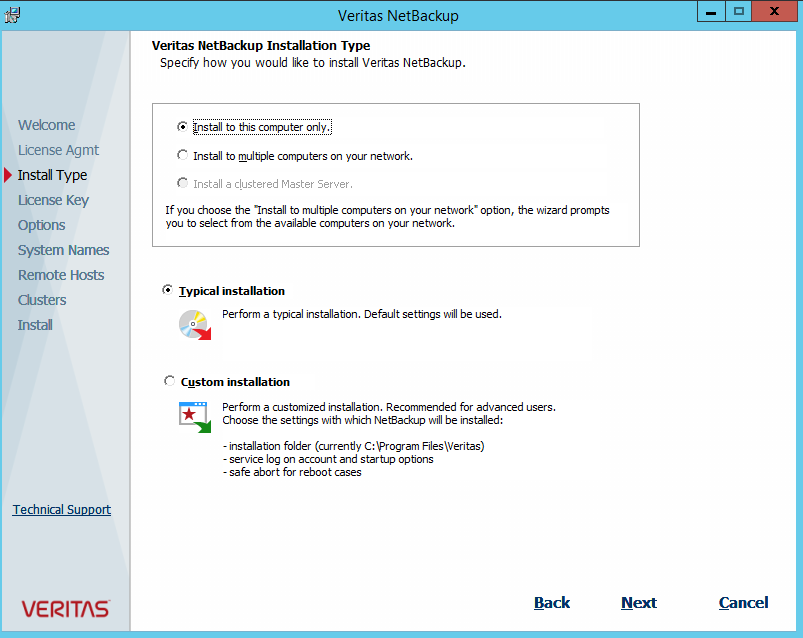 Veritas NetBackup
Veritas NetBackup Installation Type
Specify how you would like to install Veritas NetBackup.
Welcome
License Agmt
Install Type
License Key
Options
System Names
Remote Hosts
Clusters
Install
Technical Support
VERITAS
Install to this computer only.
Install to multiple computers on your network.
Install a clustered Master Server.
If you choose the "Install to multiple computers on your network" option, the wizard prompts
you to select from the available computers on your network.
Typical installation
Perform a typical installation. Default settings will be used.
Custom installation
Perform a customized installation. Recommended for advanced users.
Choose the settings with which NetBackup will be installed:
- installation folder (currently C:\Program Files\Veritas)
- service log on account and startup options
- safe abort for reboot cases
Back Next Cancel